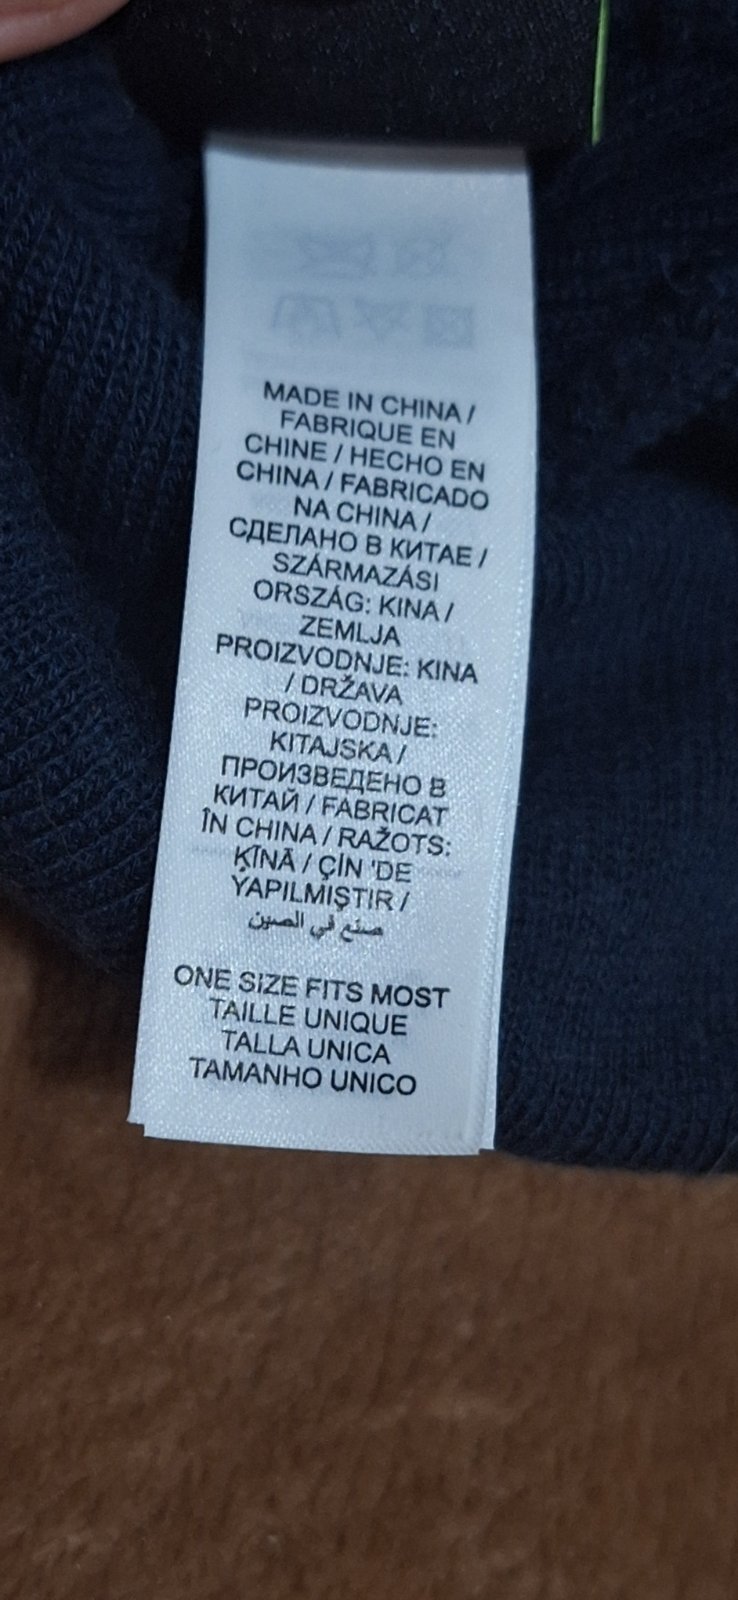 MADE IN CHINA /
FABRIQUE EN
CHINE / HECHO EN
CHINA / FABRICADO
NA CHINA /
СДЕЛАНО В КИТАЕ /
SZÁRMAZÁSI
ORSZÁG: KINA /
ZEMLJA
PROIZVODNJE: KINA
/ DRŽAVA
PROIZVODNJE:
KITAJSKA /
ПРОИЗВЕДЕНО В
КИТАЙ / FABRICAT
ÎN CHINA / RAŽOTS:
ĶĪNĀ / ÇİN 'DE
YAPILMIŞTIR /
صنع في الصين
ONE SIZE FITS MOST
TAILLE UNIQUE
TALLA UNICA
TAMANHO UNICO